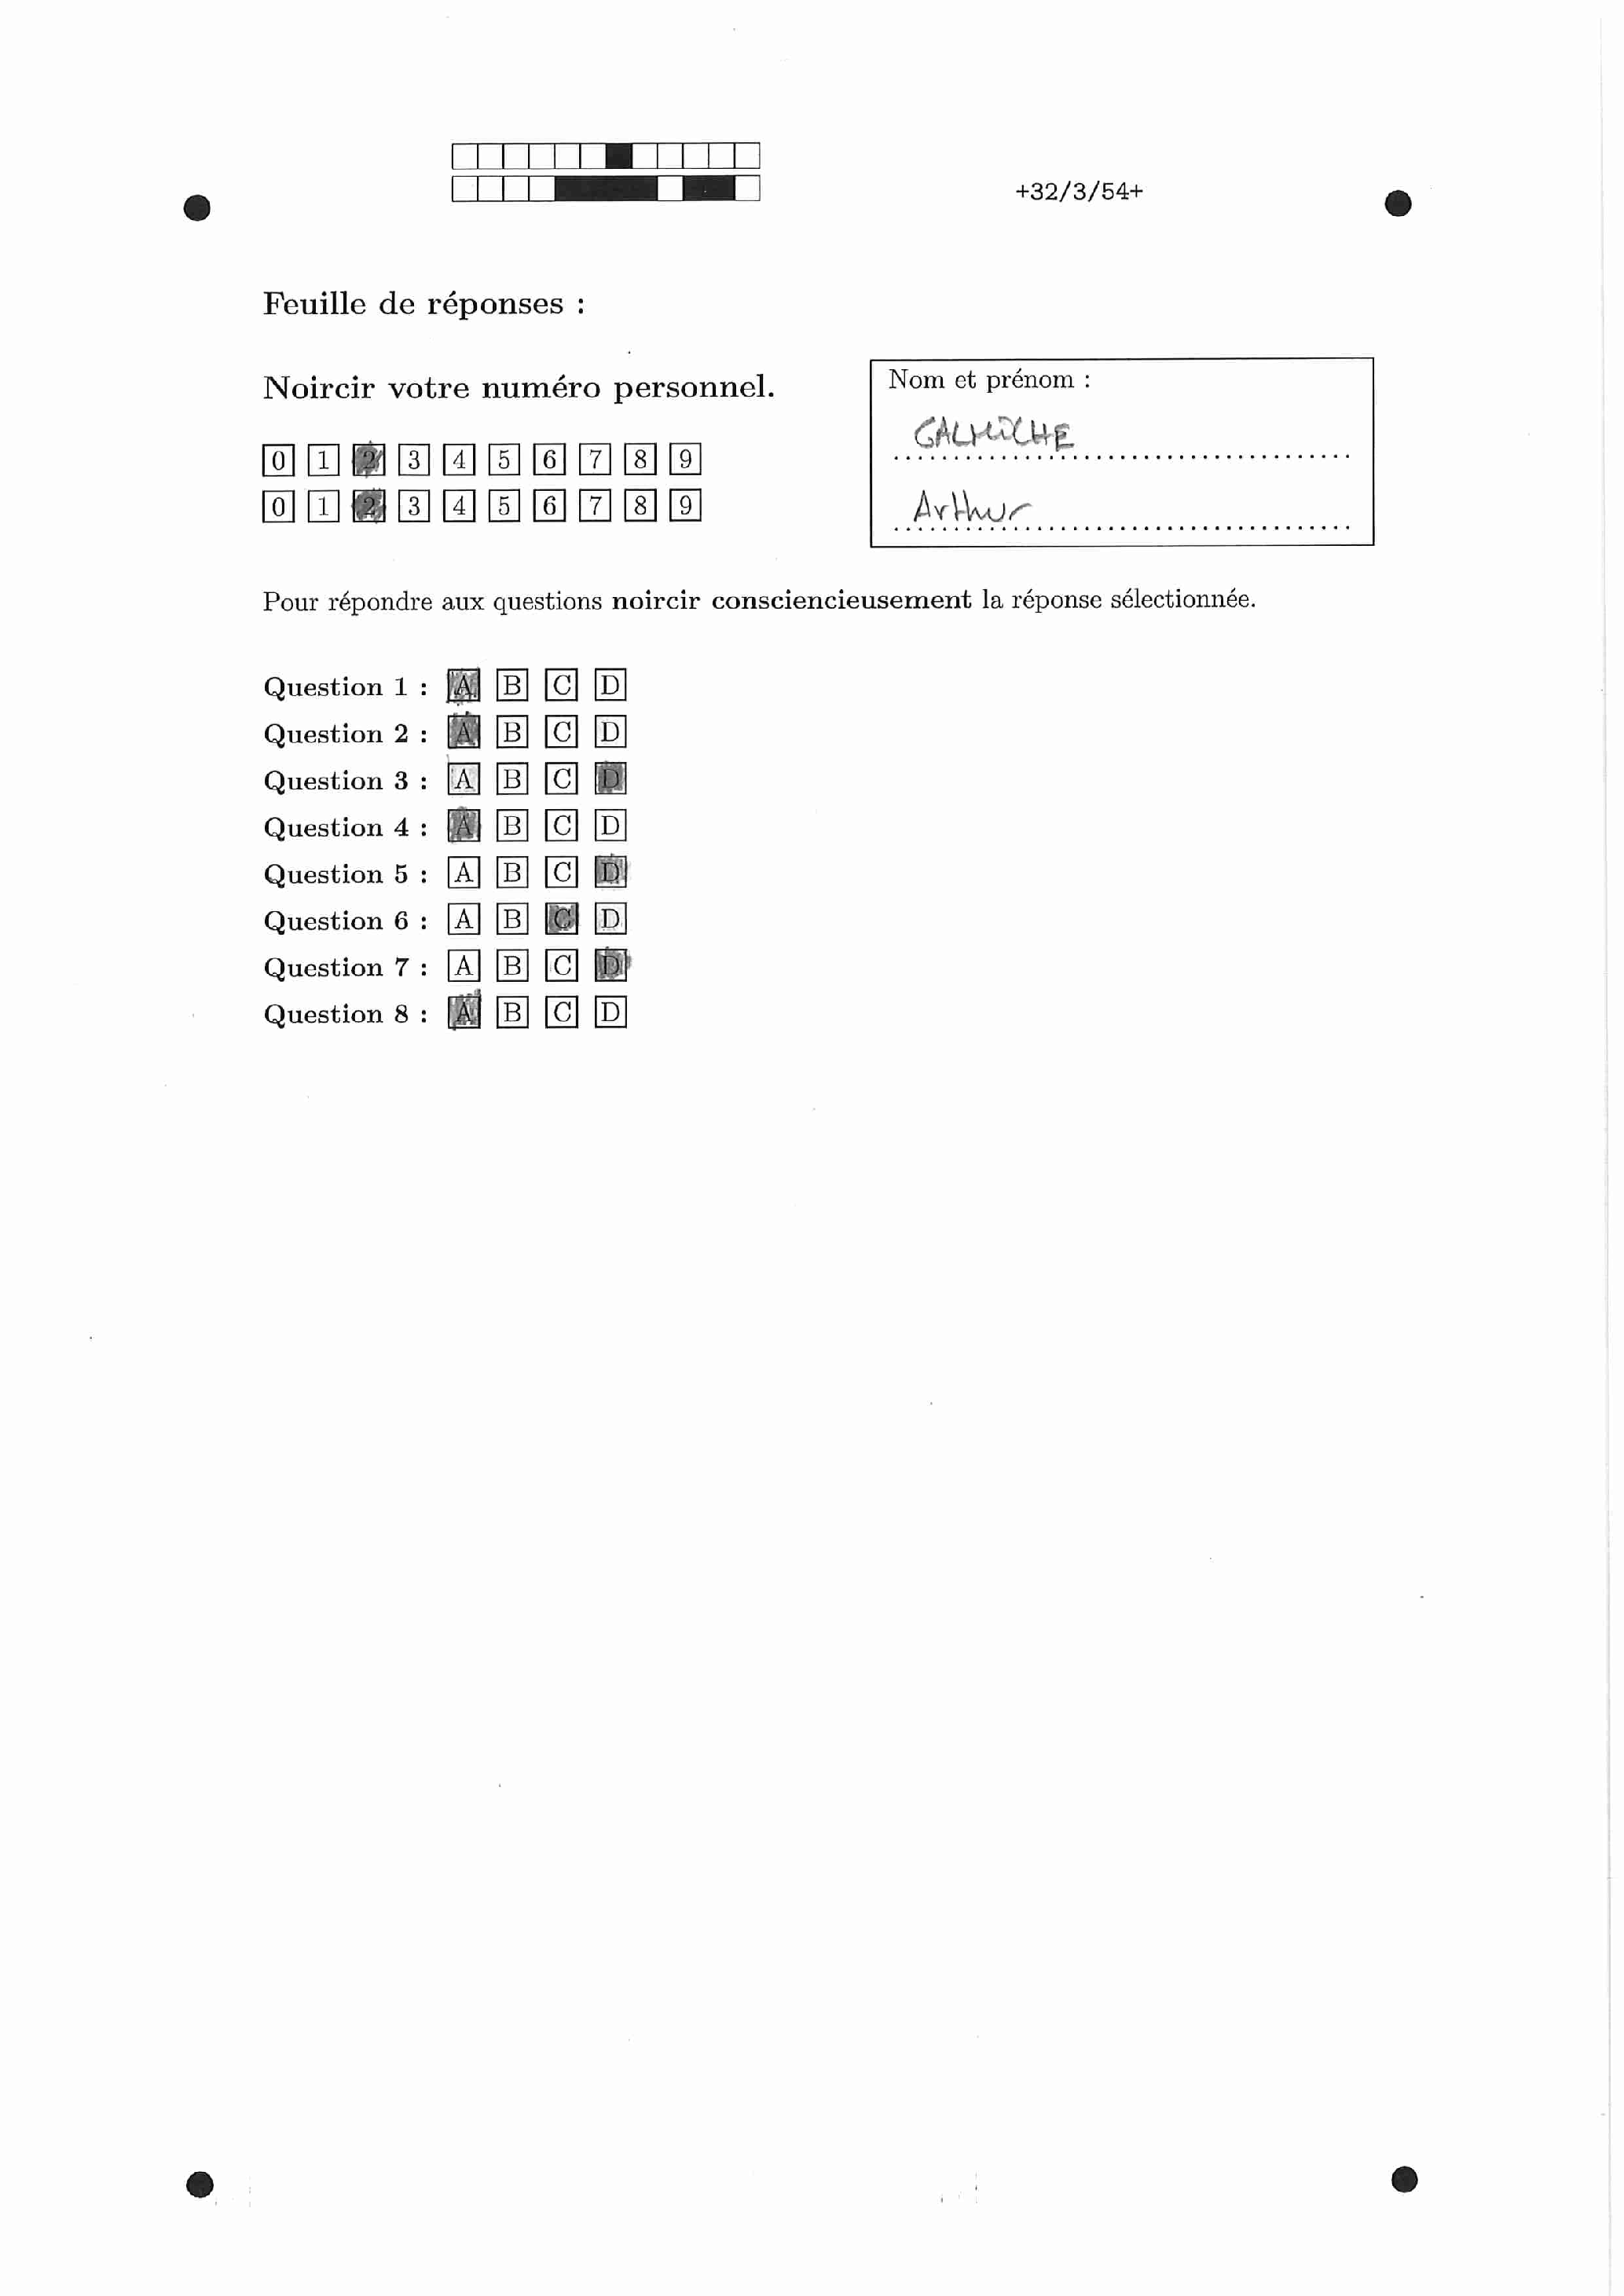 +32/3/54+
Feuille de réponses :
Noircir votre numéro personnel.
Nom et prénom :
GALMICHE
Arthur
0 1 2 3 4 5 6 7 8 9
0 1 2 3 4 5 6 7 8 9
Pour répondre aux questions noircir consciencieusement la réponse sélectionnée.
Question 1 : A B C D
Question 2 : A B C D
Question 3 : A B C D
Question 4 : A B C D
Question 5 : A B C D
Question 6 : A B C D
Question 7 : A B C D
Question 8 : A B C D